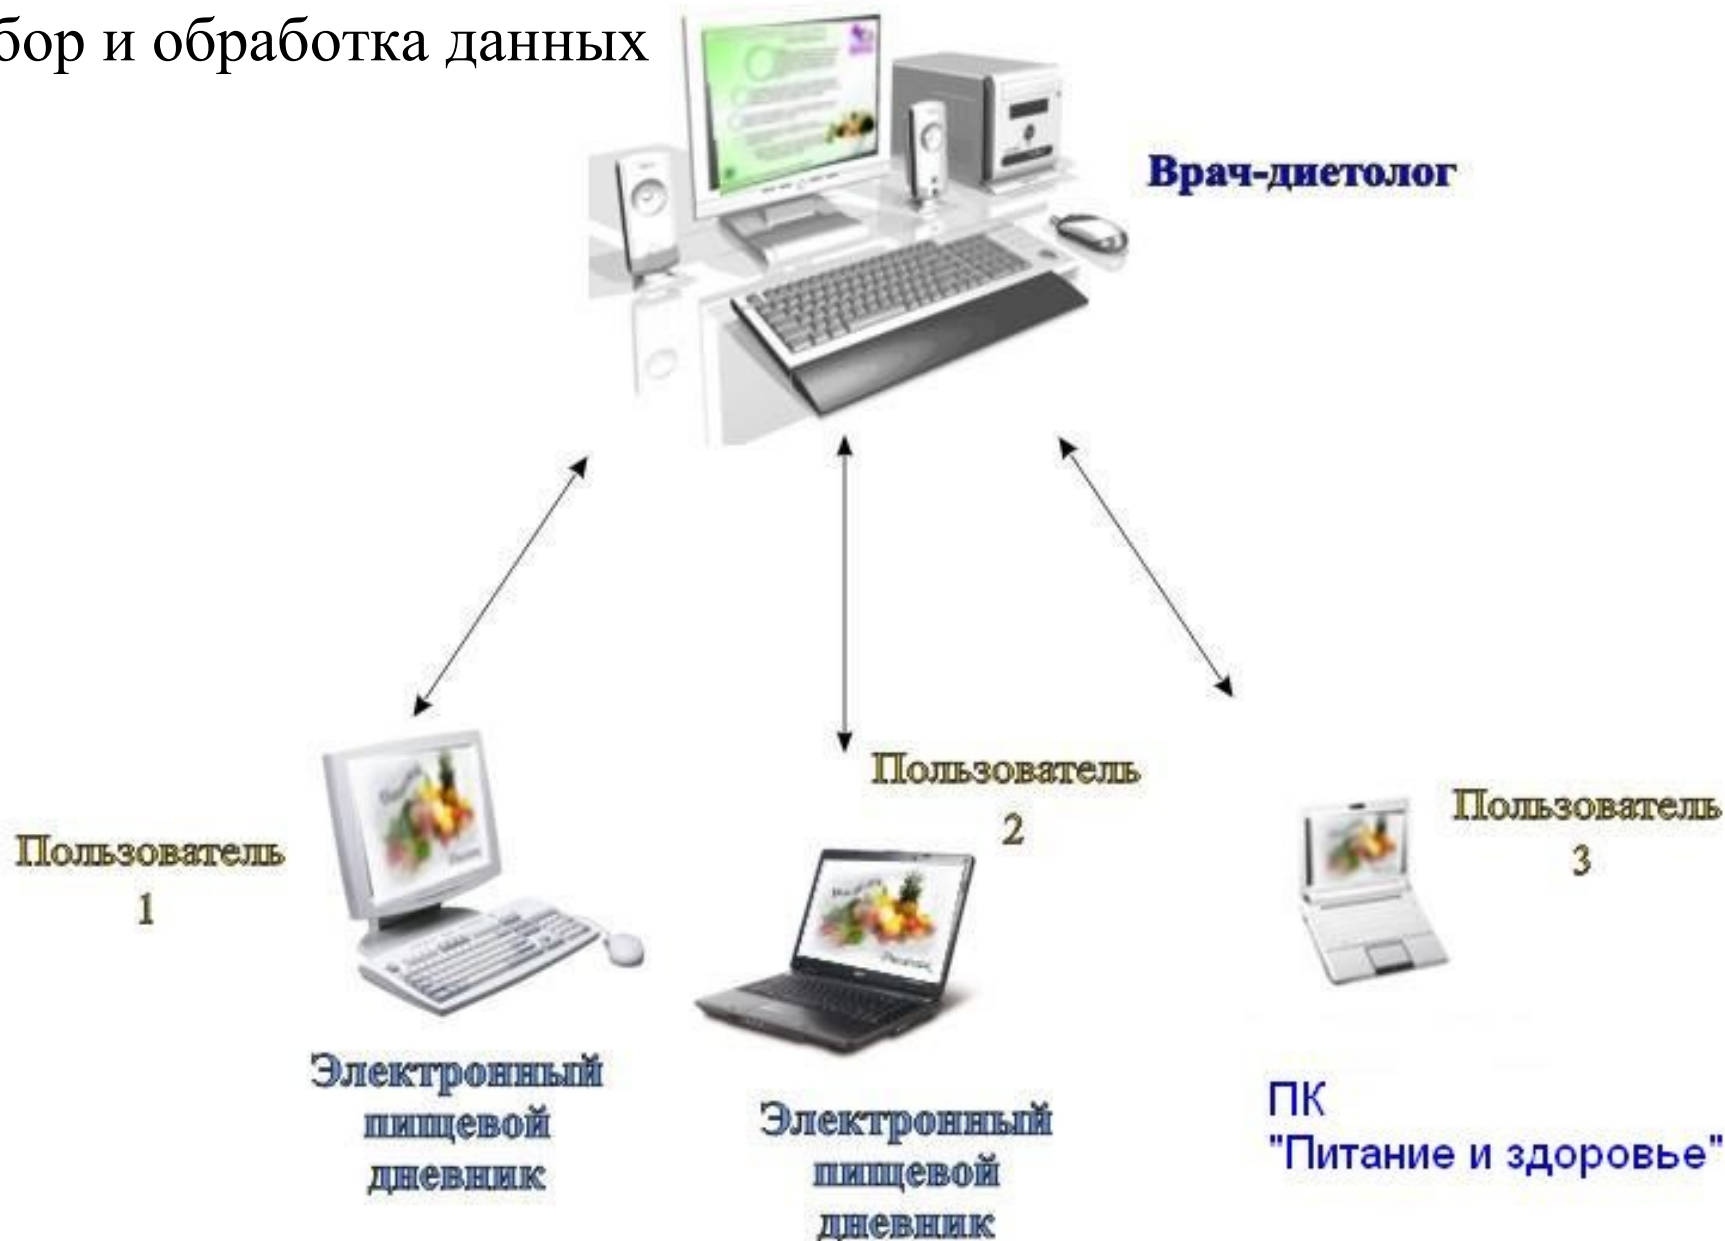 бор и обработка данных
Врач-диетолог
Пользователь
2
Пользователь
3
Пользователь
1
Электронный
пищевой
дневник
Электронный
пищевой
дневник
ПК
"Питание и здоровье"